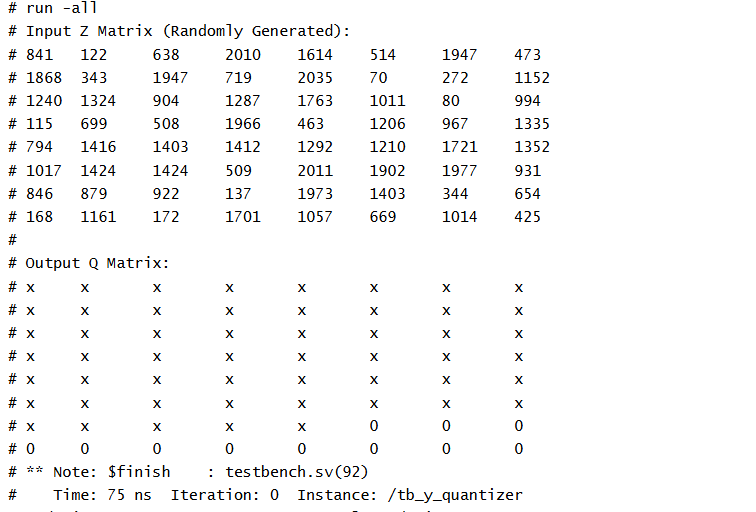 # run -all
# Input Z Matrix (Randomly Generated):
# 841 122 638 2010 1614 514 1947 473
# 1868 343 1947 719 2035 70 272 1152
# 1240 1324 904 1287 1763 1011 80 994
# 115 699 508 1966 463 1206 967 1335
# 794 1416 1403 1412 1292 1210 1721 1352
# 1017 1424 1424 509 2011 1902 1977 931
# 846 879 922 137 1973 1403 344 654
# 168 1161 172 1701 1057 669 1014 425
#
# Output Q Matrix:
# x x x x x x x x
# x x x x x x x x
# x x x x x x x x
# x x x x x x x x
# x x x x x x x x
# x x x x x x x x
# x x x x x 0 0 0
# 0 0 0 0 0 0 0 0
# ** Note: $finish : testbench.sv(92)
# Time: 75 ns Iteration: 0 Instance: /tb_y_quantizer